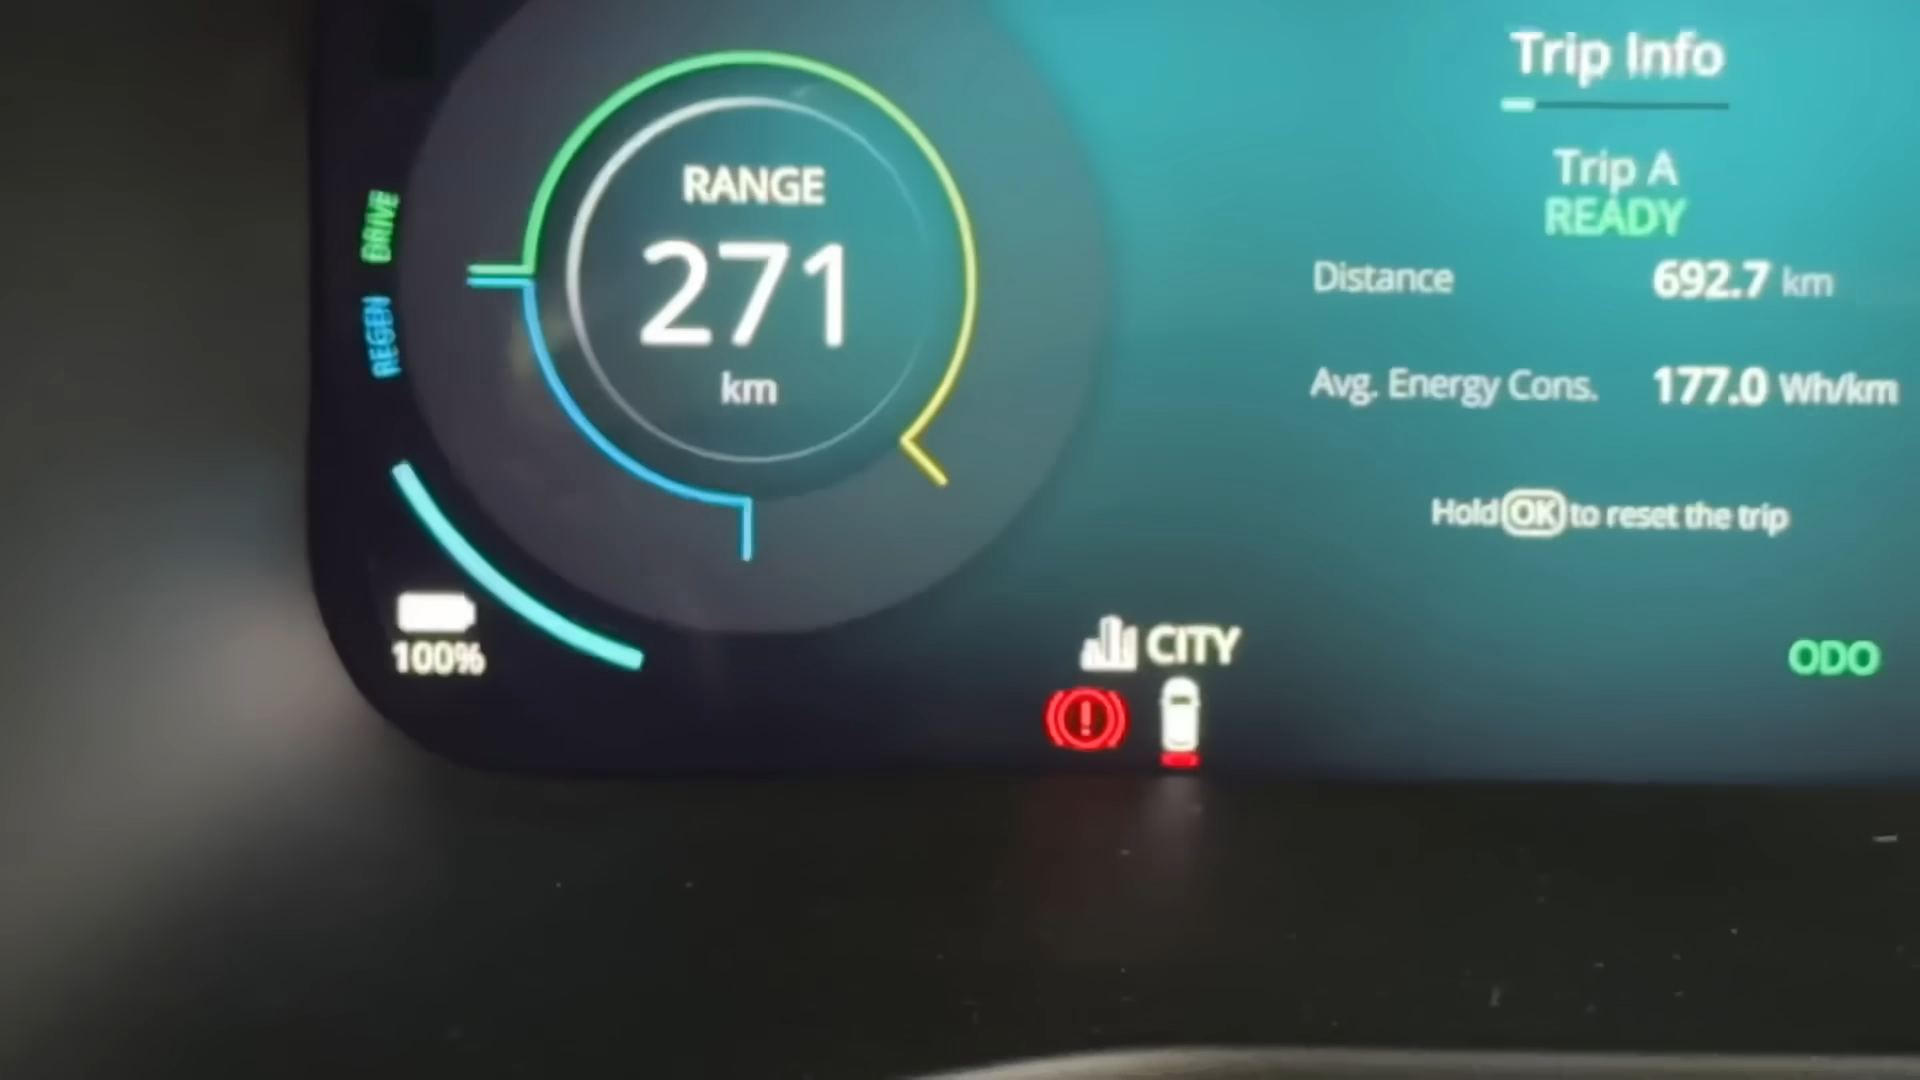 Trip Info
Trip A
READY
Distance 692.7 km
Avg. Energy Cons. 177.0 Wh/km
Hold OK to reset the trip
RANGE
271
km
DRIVE
REGEN
100%
CITY
ODO